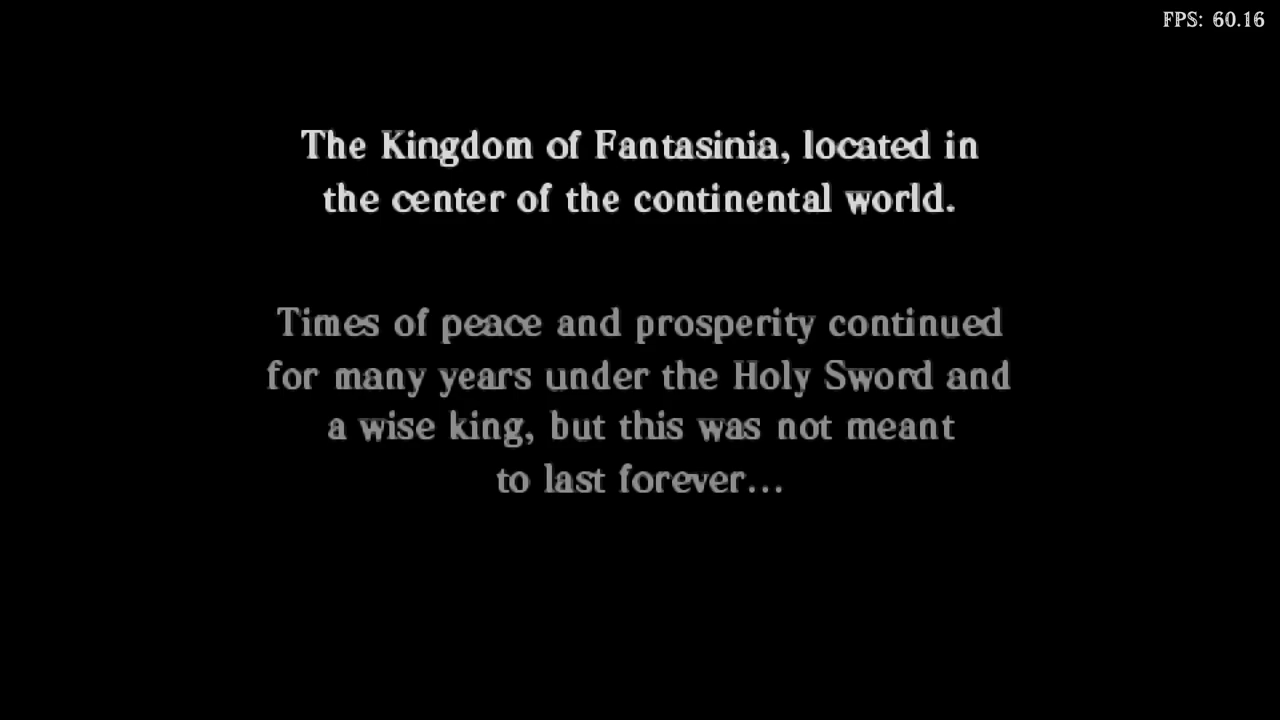 FPS: 60.16
The Kingdom of Fantasinia, located in
the center of the continental world.
Times of peace and prosperity continued
for many years under the Holy Sword and
a wise king, but this was not meant
to last forever...